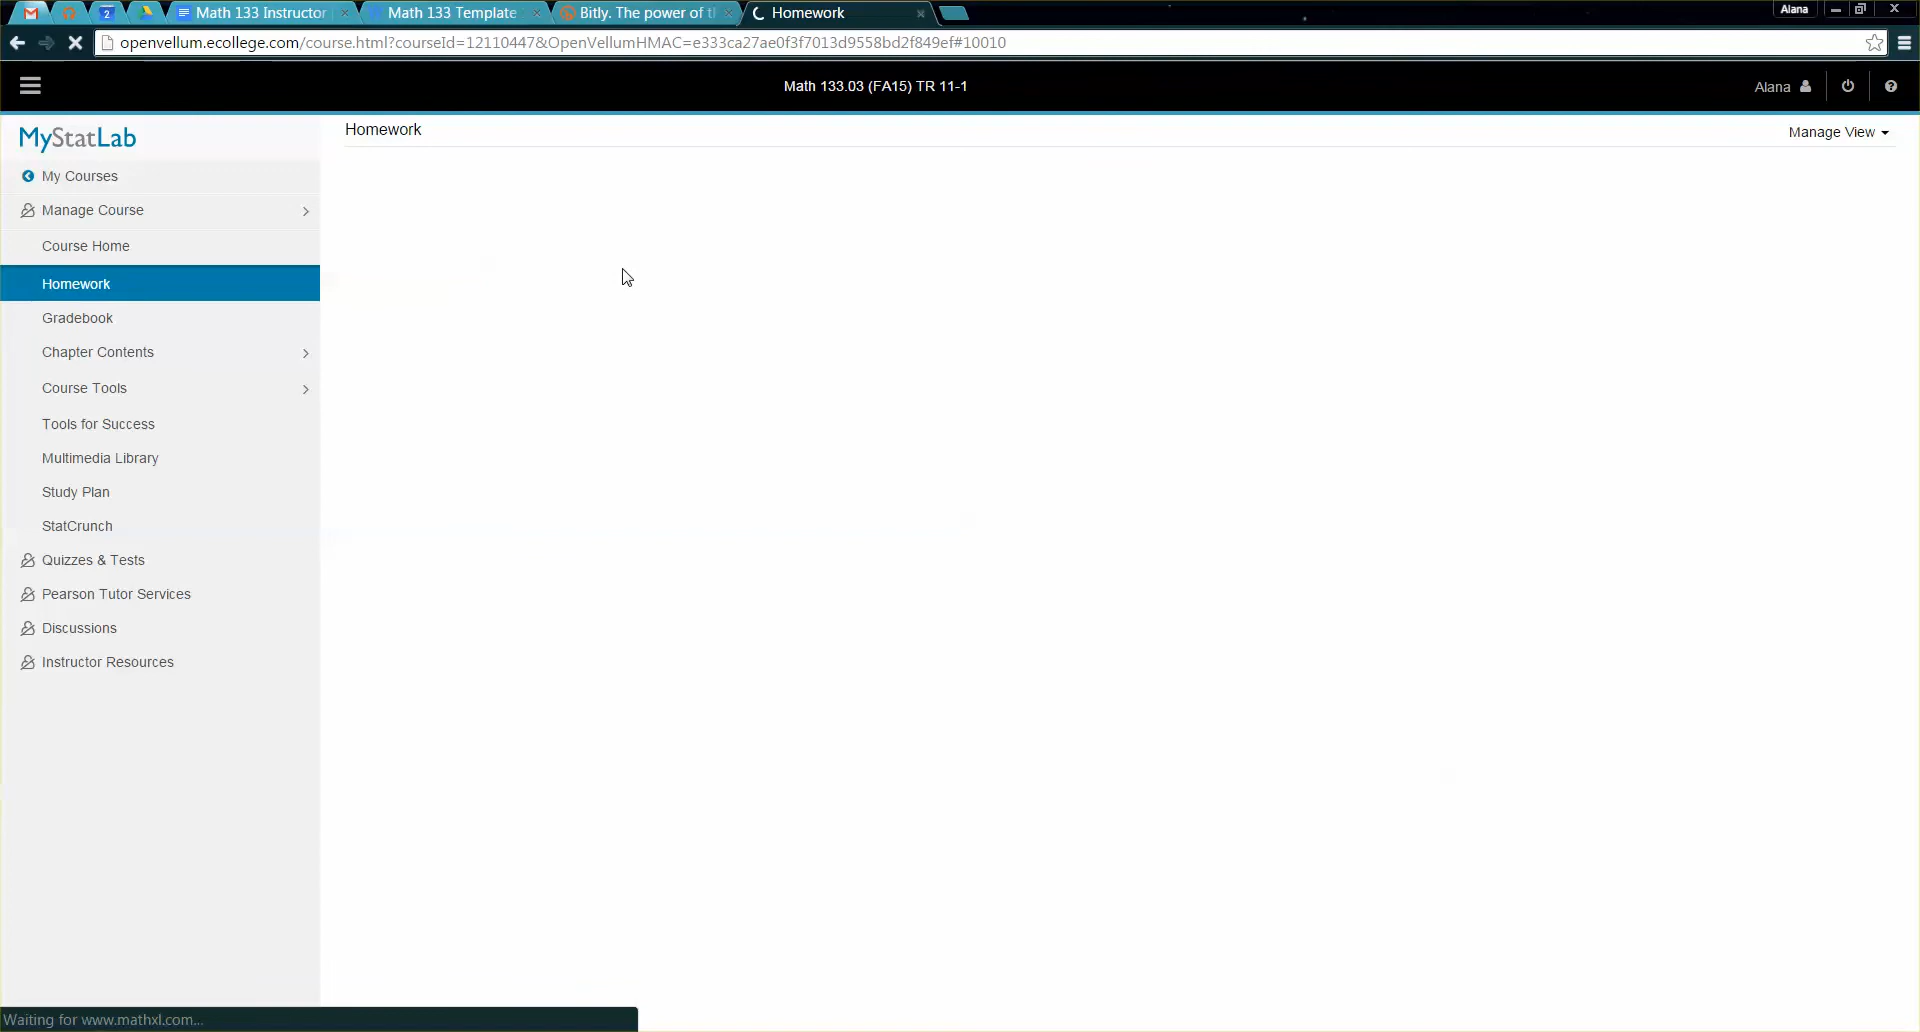 Math 133 Instructor
Math 133 Template
Bitly. The power of t
Homework
Alana
2
openvellum.ecollege.com/course.html?courseId=12110447&OpenVellumHMAC=e333ca27ae0f3f7013d9558bd2f849ef#10010
Math 133.03 (FA15) TR 11-1
Alana
MyStatLab
Homework
Manage View
My Courses
Manage Course
Course Home
Homework
Gradebook
Chapter Contents
Course Tools
Tools for Success
Multimedia Library
Study Plan
StatCrunch
Quizzes & Tests
Pearson Tutor Services
Discussions
Instructor Resources
Waiting for www.mathxl.com...